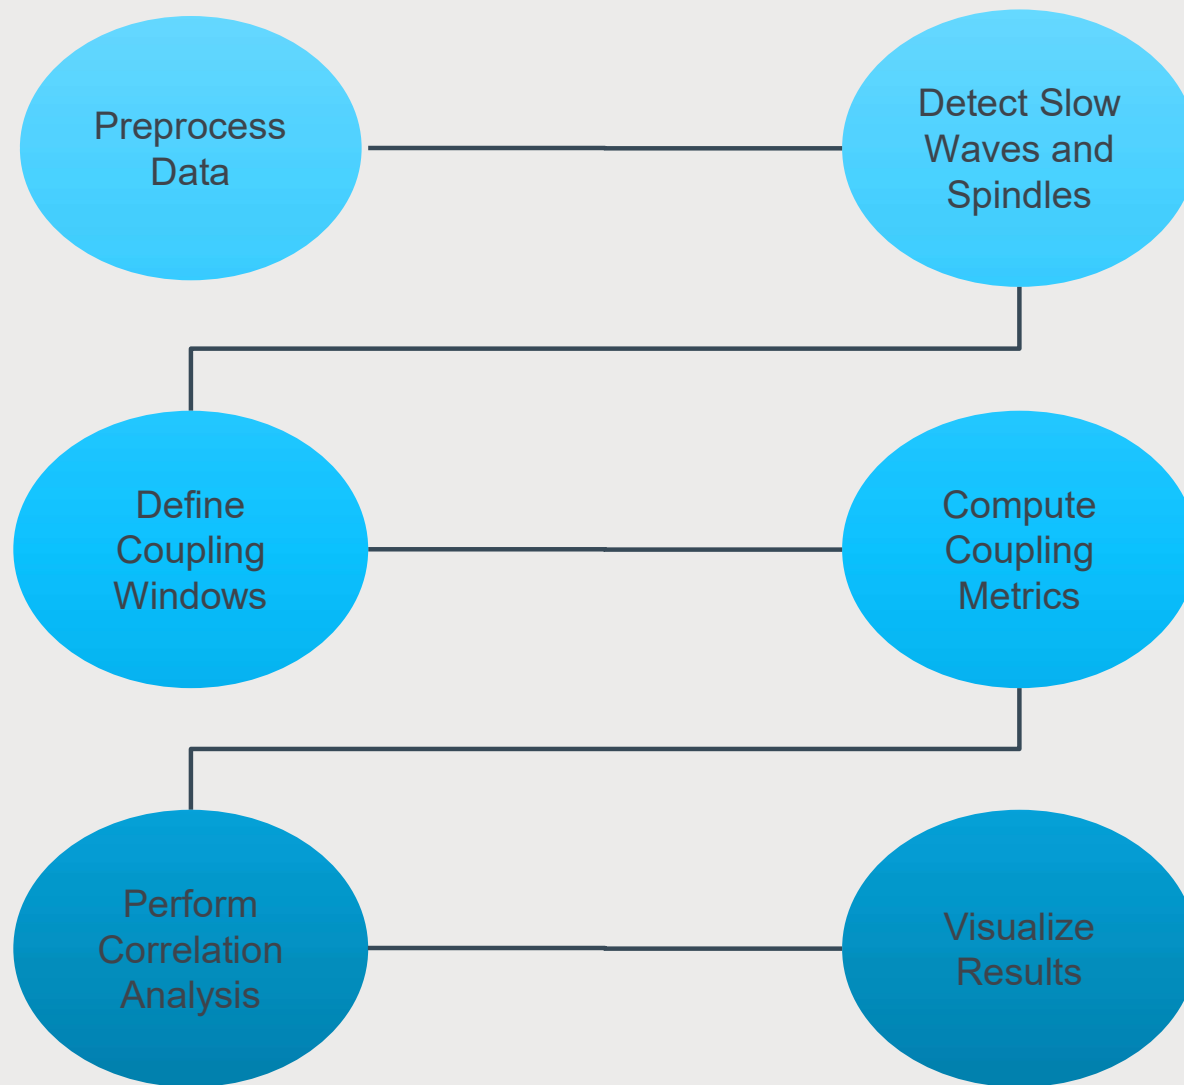 Preprocess
Data
Detect Slow
Waves and
Spindles
Define
Coupling
Windows
Compute
Coupling
Metrics
Perform
Correlation
Analysis
Visualize
Results